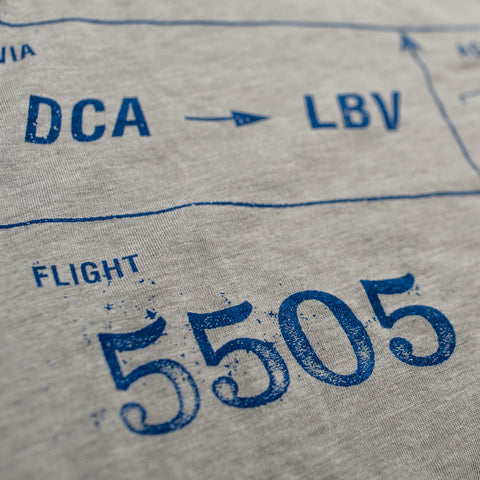 VIA
DCA → LBV
FLIGHT
5505